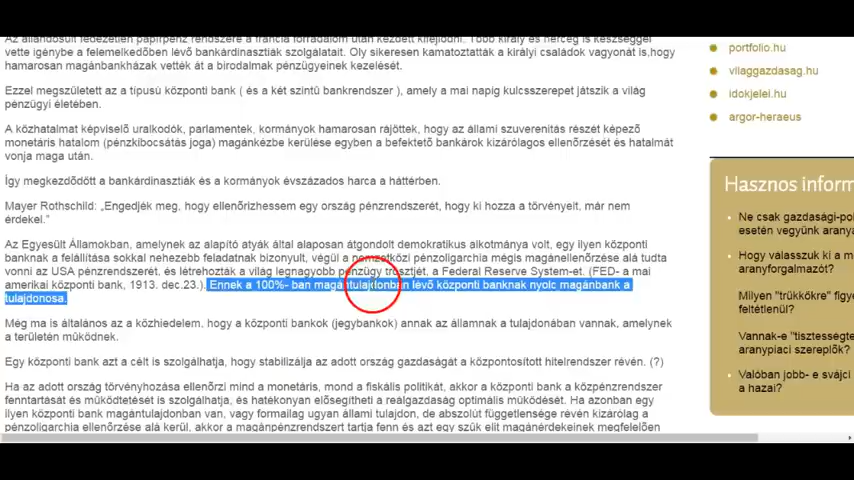 Az állandósult fedezetlen papírpénz rendszere a francia forradalom után kezdett kifejlődni. Több király és herceg is készséggel
vette igénybe a felemelkedőben lévő bankárdinasztiák szolgálatait. Oly sikeresen kamatoztatták a királyi családok vagyonát is,hogy
hamarosan magánbankházak vették át a birodalmak pénzügyeinek kezelését.
Ezzel megszületett az a típusú központi bank ( és a két szintű bankrendszer ), amely a mai napig kulcsszerepet játszik a világ
pénzügyi életében.
A közhatalmat képviselő uralkodók, parlamentek, kormányok hamarosan rájöttek, hogy az állami szuverenitás részét képező
monetáris hatalom (pénzkibocsátás joga) magánkézbe kerülése egyben a befektető bankárok kizárólagos ellenőrzését és hatalmát
vonja maga után.
Így megkezdődött a bankárdinasztiák és a kormányok évszázados harca a háttérben.
Mayer Rothschild: „Engedjék meg, hogy ellenőrizhessem egy ország pénzrendszerét, hogy ki hozza a törvényeit, már nem
érdekel."
Az Egyesült Államokban, amelynek az alapító atyák által alaposan átgondolt demokratikus alkotmánya volt, egy ilyen központi
banknak a felállítása sokkal nehezebb feladatnak bizonyult, végül a nemzetközi pénzoligarchia mégis magánellenőrzése alá tudta
vonni az USA pénzrendszerét, és létrehozták a világ legnagyobb pénzügy trösztjét, a Federal Reserve System-et. (FED- a mai
amerikai központi bank, 1913. dec.23.). Ennek a 100%- ban magántulajdonban lévő központi banknak nyolc magánbank a
tulajdonosa.
Még ma is általános az a közhiedelem, hogy a központi bankok (jegybankok) annak az államnak a tulajdonában vannak, amelynek
a területén működnek.
Egy központi bank azt a célt is szolgálhatja, hogy stabilizálja az adott ország gazdaságát a központosított hitelrendszer révén. (?)
Ha az adott ország törvényhozása ellenőrzi mind a monetáris, mond a fiskális politikát, akkor a központi bank a közpénzrendszer
fenntartását és működtetését is szolgálhatja, és hatékonyan elősegítheti a reálgazdaság optimális működését. Ha azonban egy
ilyen központi bank magántulajdonban van, vagy formailag ugyan állami tulajdon, de abszolút függetlensége révén kizárólag a
pénzoligarchia ellenőrzése alá kerül, akkor a magánpénzrendszert tartja fenn és azt egy szűk elit magánérdekeinek megfelelően
portfolio.hu
vilaggazdasag.hu
idokjelei.hu
argor-heraeus
Hasznos inform
Ne csak gazdasági-pol
esetén vegyünk aranya
Hogy válasszuk ki a m
aranyforgalmazót?
Milyen "trükkökre" figye
feltétlenül?
Vannak-e "tisztességte
aranypiaci szereplők?
Valóban jobb- e svájci
a hazai?